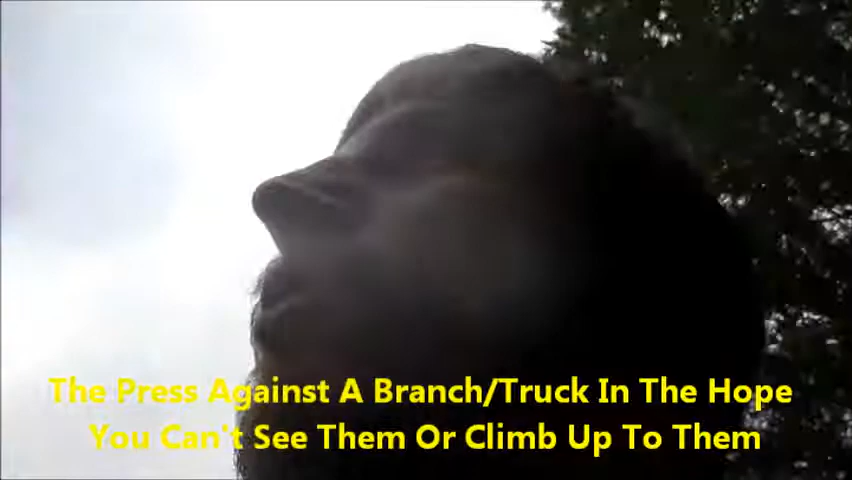 The Press Against A Branch/Truck In The Hope
You Can't See Them Or Climb Up To Them